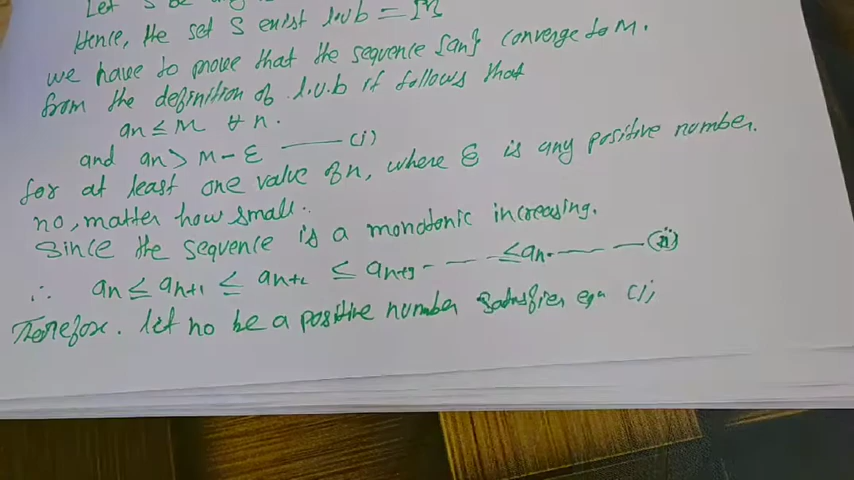 Let S be any
Hence, the set S exist l.u.b = M
we have to prove that the sequence {an} converge to M.
from the definition of l.u.b it follows that
an ≤ M ∀ n.
and an > M - ε ——— (i)
for at least one value of n, where ε is any positive number.
no, matter how small.
Since the sequence is a monotonic increasing.
∴ an ≤ an+1 ≤ an+2 ≤ an+3 - - - - ≤ an. —— — (ii)
Therefore. let no be a positive number satisfies eqn (i)